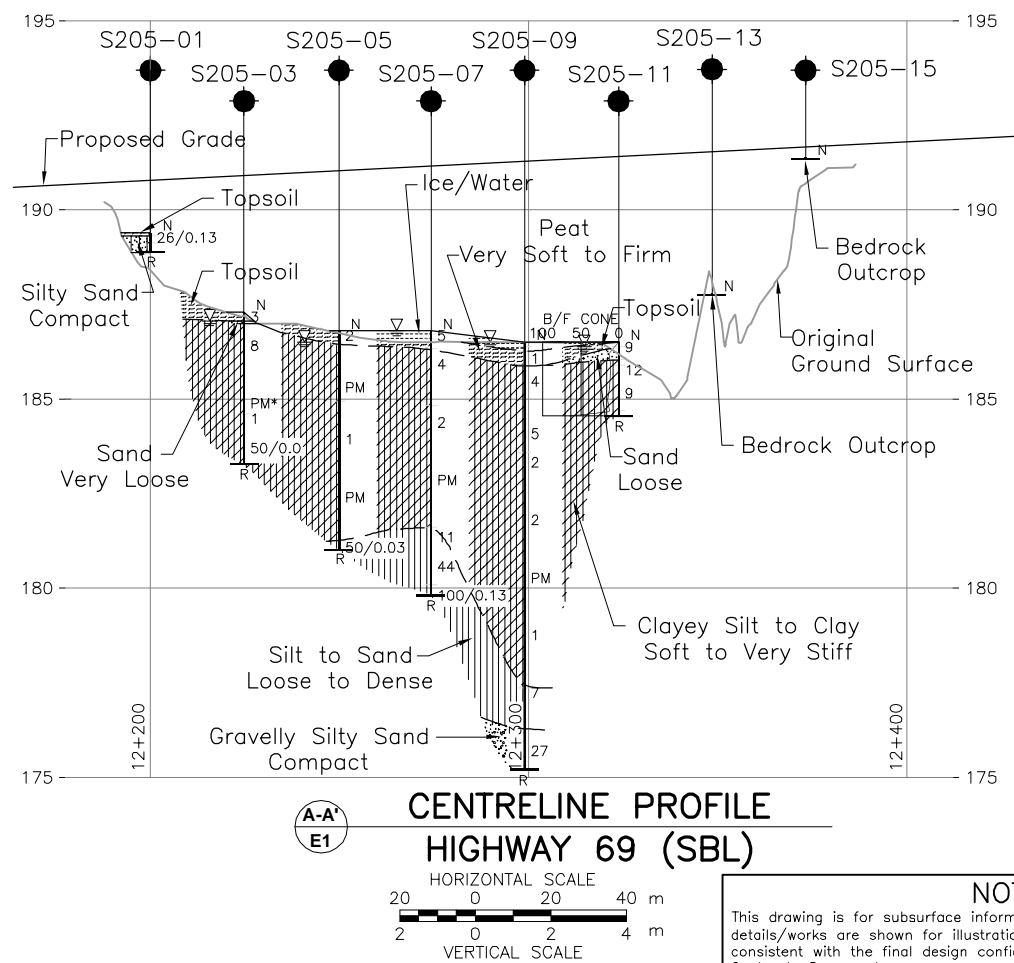 195
195
S205-01
S205-05
S205-09
S205-13
S205-03
S205-07
S205-11
S205-15
Proposed Grade
N
N
Topsoil
Ice/Water
190
190
N
26/0.13
R
Peat
Very Soft to Firm
Bedrock
Outcrop
Topsoil
Silty Sand
Compact
Topsoil
N
N
N
B/F CONE
N
100
50
0
N
3
2
5
1
9
Original
Ground Surface
8
4
4
12
185
185
PM*
PM
9
R
1
2
5
Bedrock Outcrop
Sand
Very Loose
50/0.0
R
1
2
Sand
Loose
PM
PM
2
11
50/0.03
R
44
PM
180
180
100/0.13
R
1
Clayey Silt to Clay
Soft to Very Stiff
Silt to Sand
Loose to Dense
7
Gravelly Silty Sand
Compact
27
12+200
12+300
12+400
175
175
R
A-A'
E1
CENTRELINE PROFILE
HIGHWAY 69 (SBL)
HORIZONTAL SCALE
20 0 20 40 m
2 0 2 4 m
VERTICAL SCALE
NO
This drawing is for subsurface inform
details/works are shown for illustratio
consistent with the final design config